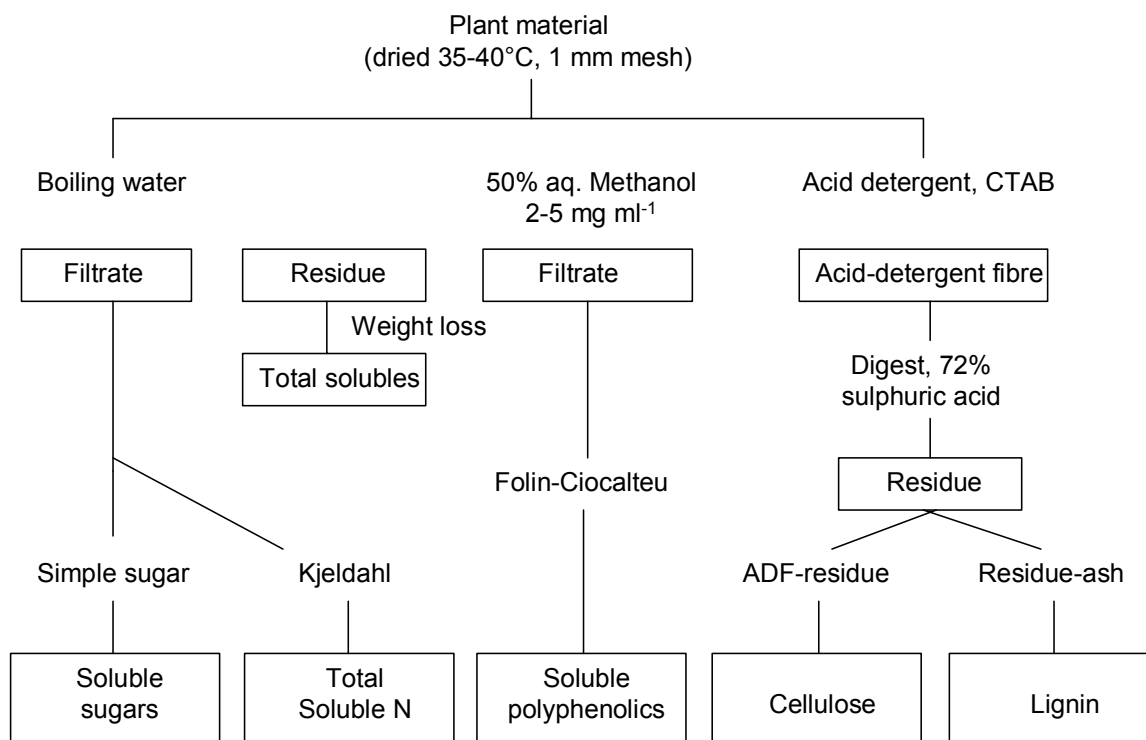 Plant material
(dried 35-40°C, 1 mm mesh)
Boiling water
50% aq. Methanol
2-5 mg ml-1
Acid detergent, CTAB
Filtrate
Residue
Filtrate
Acid-detergent fibre
Weight loss
Total solubles
Digest, 72%
sulphuric acid
Folin-Ciocalteu
Residue
Simple sugar
Kjeldahl
ADF-residue
Residue-ash
Soluble
sugars
Total
Soluble N
Soluble
polyphenolics
Cellulose
Lignin